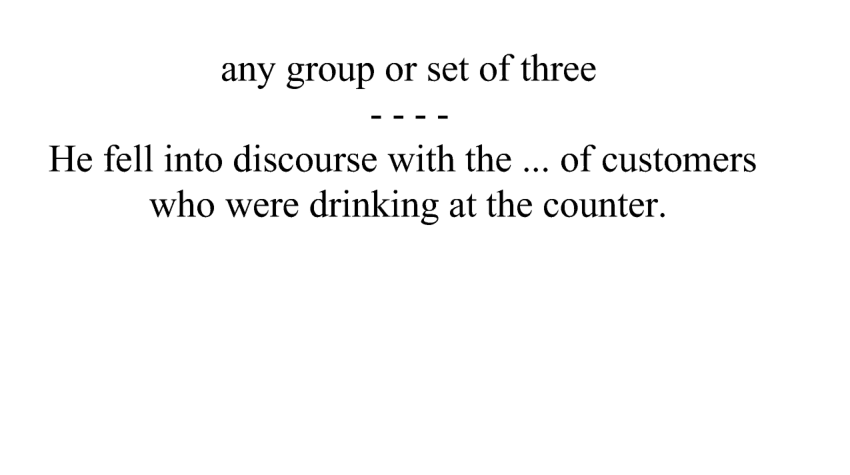 any group or set of three
- - - -
He fell into discourse with the ... of customers
who were drinking at the counter.